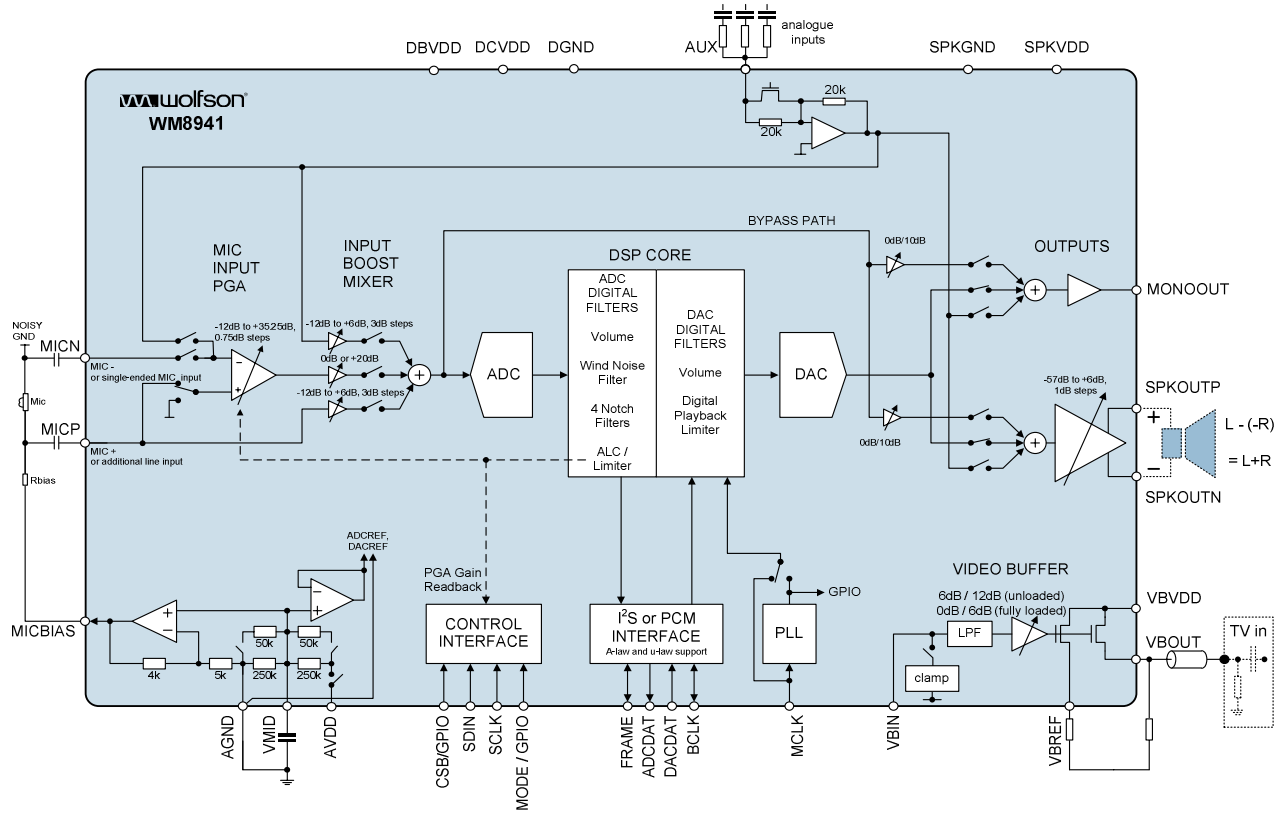 analogue
inputs
AUX
DBVDD
DCVDD
DGND
SPKGND
SPKVDD
wolfson®
WM8941
20k
20k
BYPASS PATH
MIC
INPUT
PGA
INPUT
BOOST
MIXER
DSP CORE
0dB/10dB
OUTPUTS
ADC
DIGITAL
FILTERS
Volume
Wind Noise
Filter
4 Notch
Filters
ALC /
Limiter
DAC
DIGITAL
FILTERS
Volume
Digital
Playback
Limiter
MONOOUT
NOISY
GND
MICN
-12dB to +35.25dB,
0.75dB steps
-12dB to +6dB, 3dB steps
0dB or +20dB
-12dB to +6dB, 3dB steps
MIC -
or single-ended MIC input
-
+
+
ADC
DAC
+
+
-57dB to +6dB,
1dB steps
0dB/10dB
SPKOUTP
+
−
L - (-R)
= L+R
SPKOUTN
Mic
MICP
MIC +
or additional line input
Rbias
ADCREF,
DACREF
PGA Gain
Readback
GPIO
VIDEO BUFFER
6dB / 12dB (unloaded)
0dB / 6dB (fully loaded)
VBVDD
MICBIAS
+
-
-
+
50k
50k
4k
5k
250k
250k
CONTROL
INTERFACE
I2S or PCM
INTERFACE
A-law and u-law support
PLL
LPF
clamp
VBOUT
TV in
AGND
VMID
AVDD
CSB/GPIO
SDIN
SCLK
MODE / GPIO
FRAME
ADCDAT
DACDAT
BCLK
MCLK
VBIN
VBREF